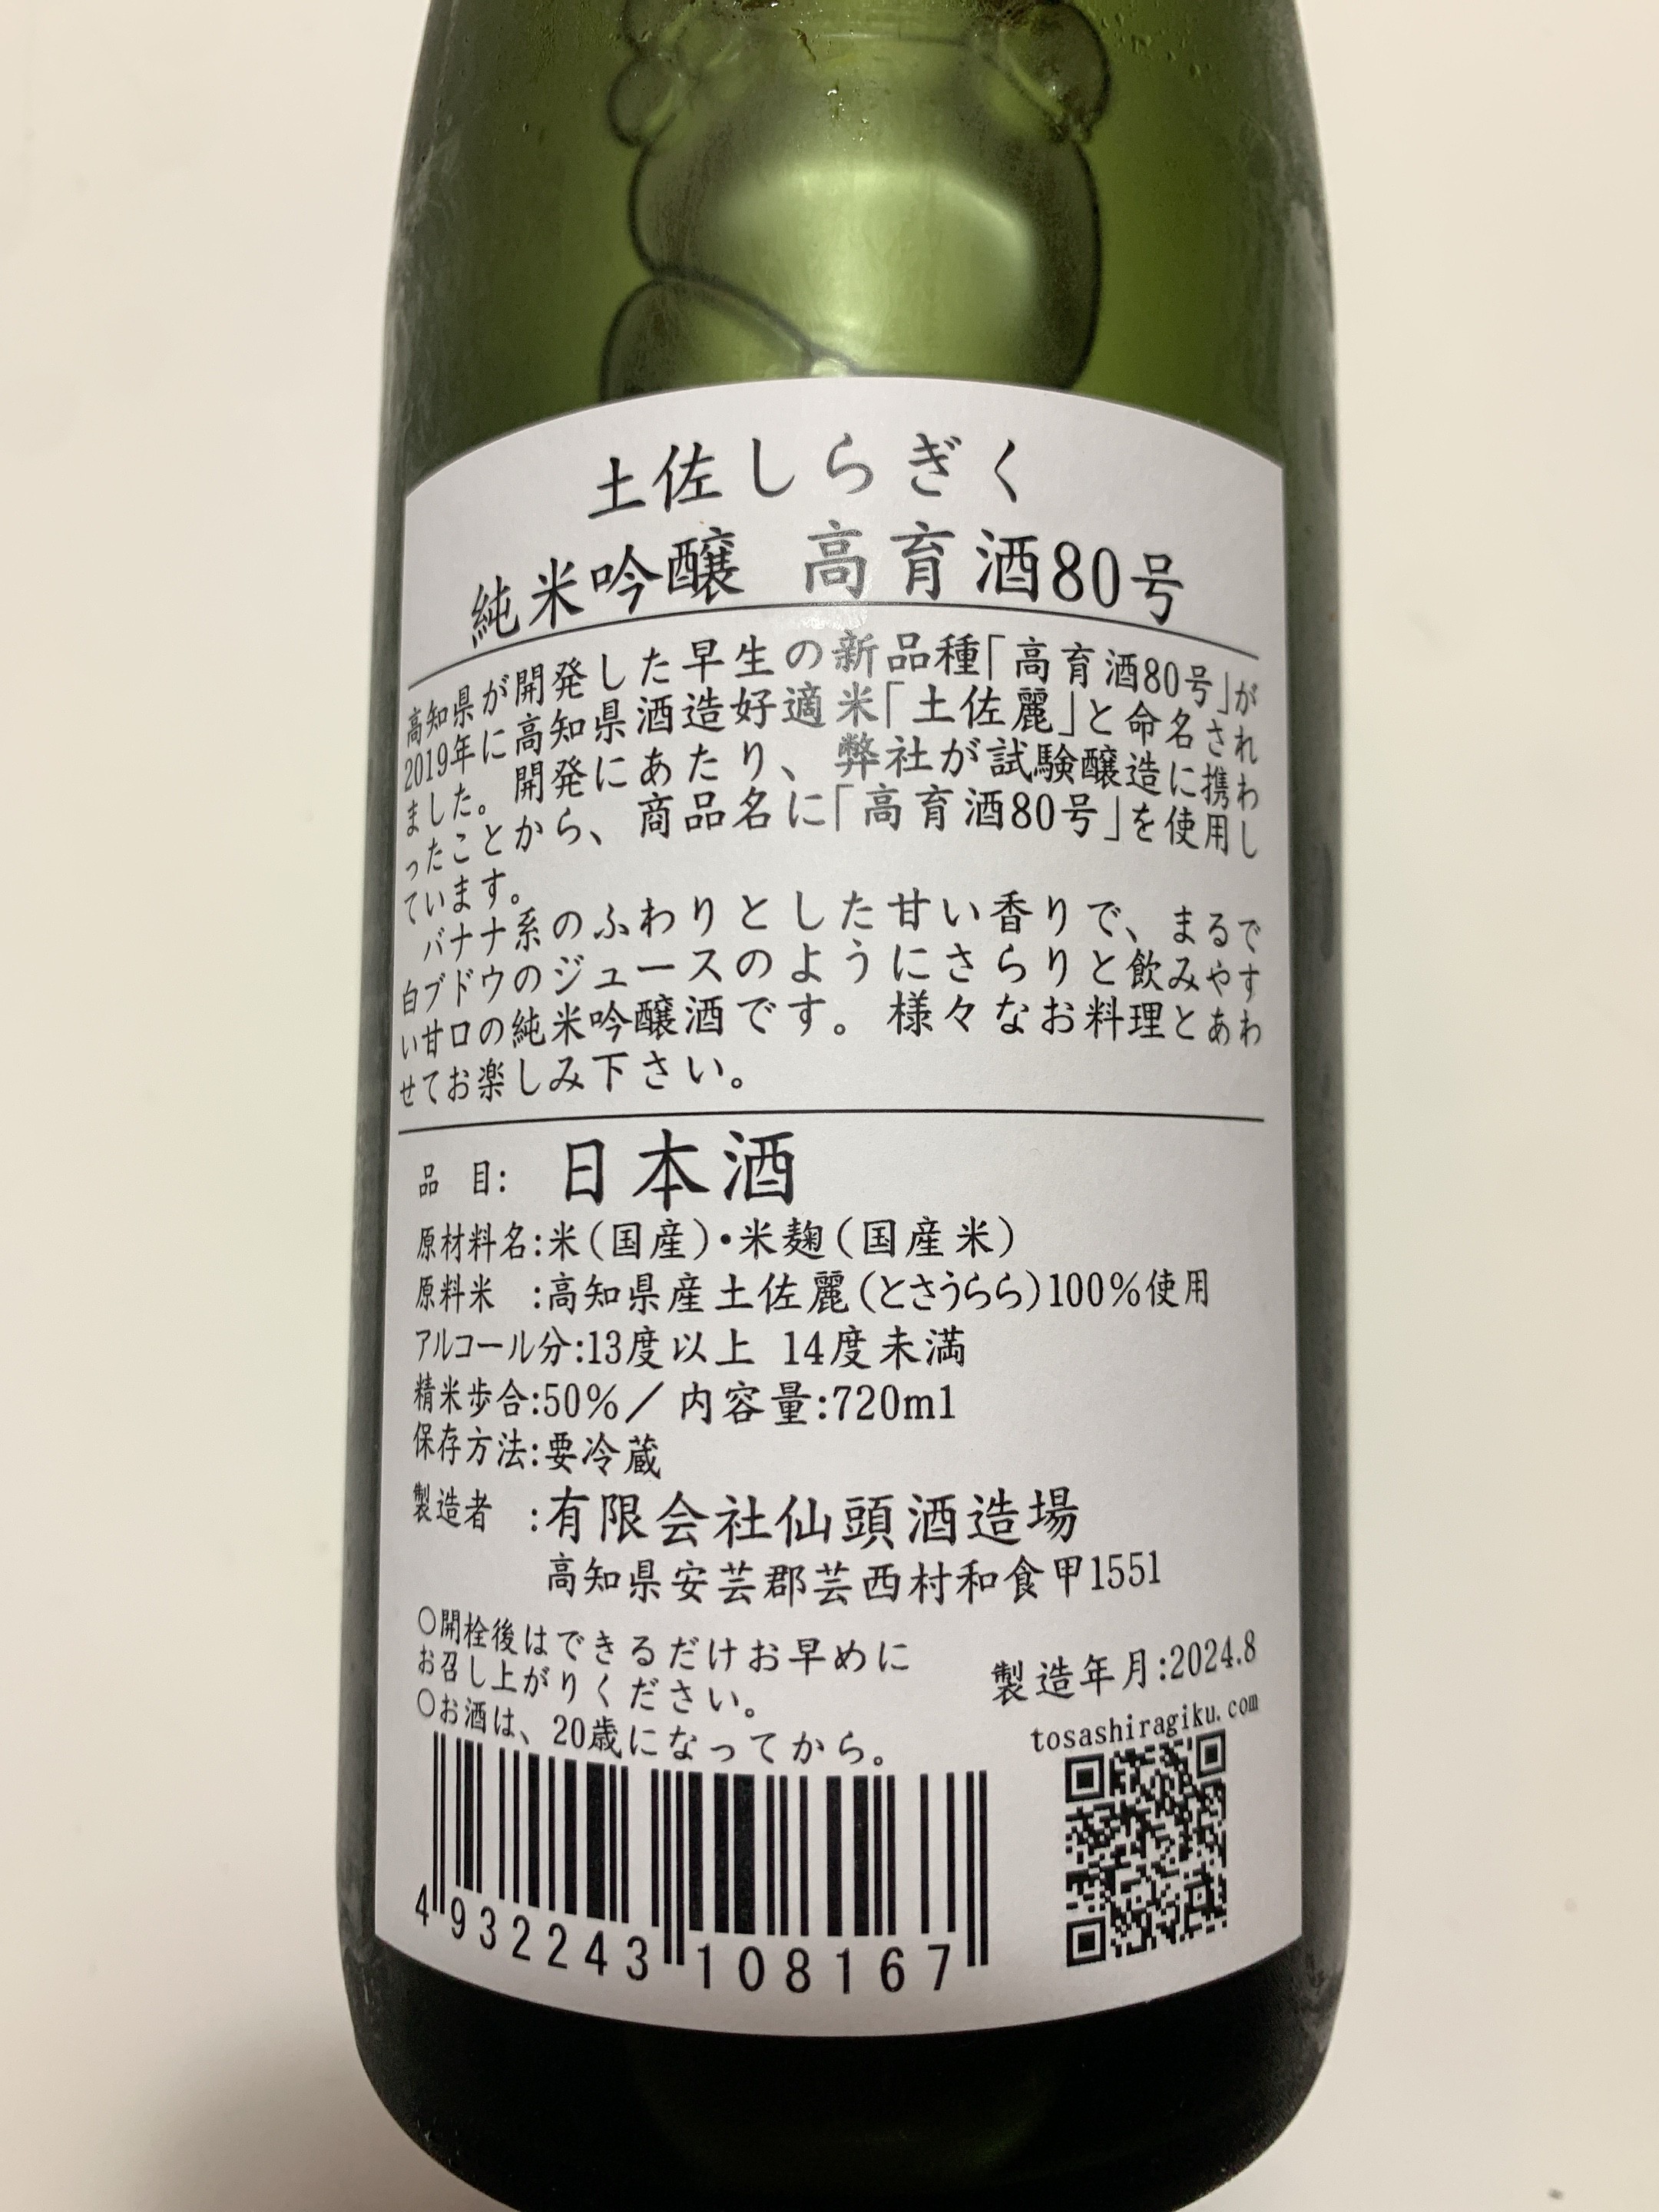 土佐しらぎく
純米吟醸 高育酒80号
高知県が開発した早生の新品種「高育酒80号」が
2019年に高知県酒造好適米「土佐麗」と命名され
ました。開発にあたり、弊社が試験醸造に携わ
ったことから、商品名に「高育酒80号」を使用し
ています。
バナナ系のふわりとした甘い香りで、まるで
白ブドウのジュースのようにさらりと飲みやす
い甘口の純米吟醸酒です。様々なお料理とあわ
せてお楽しみ下さい。
品 目: 日本酒
原材料名:米(国産)・米麹(国産米)
原料米 :高知県産土佐麗(とさうらら)100%使用
アルコール分:13度以上 14度未満
精米歩合:50%/内容量:720ml
保存方法:要冷蔵
製造者 :有限会社仙頭酒造場
高知県安芸郡芸西村和食甲1551
○開栓後はできるだけお早めに
お召し上がりください。
○お酒は、20歳になってから。
製造年月:2024.8
tosashiragiku.com
4932243108167